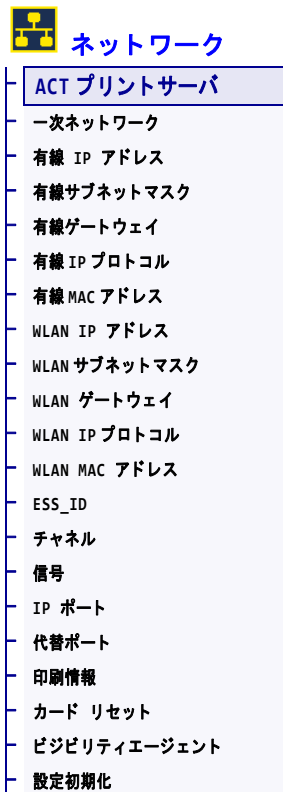 ネットワーク
ACT プリントサーバ
一次ネットワーク
有線 IP アドレス
有線サブネットマスク
有線ゲートウェイ
有線 IP プロトコル
有線 MAC アドレス
WLAN IP アドレス
WLAN サブネットマスク
WLAN ゲートウェイ
WLAN IP プロトコル
WLAN MAC アドレス
ESS_ID
チャネル
信号
IP ポート
代替ポート
印刷情報
カード リセット
ビジビリティエージェント
設定初期化